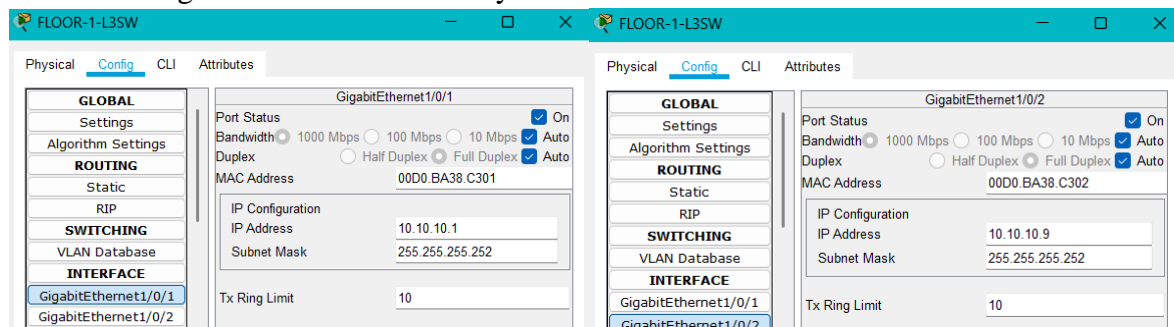 FLOOR-1-L3SW
Physical Config CLI Attributes
GLOBAL
Settings
Algorithm Settings
ROUTING
Static
RIP
SWITCHING
VLAN Database
INTERFACE
GigabitEthernet1/0/1
GigabitEthernet1/0/2
GigabitEthernet1/0/1
Port Status On
Bandwidth 1000 Mbps 100 Mbps 10 Mbps Auto
Duplex Half Duplex Full Duplex Auto
MAC Address 00D0.BA38.C301
IP Configuration
IP Address 10.10.10.1
Subnet Mask 255.255.255.252
Tx Ring Limit 10
FLOOR-1-L3SW
Physical Config CLI Attributes
GLOBAL
Settings
Algorithm Settings
ROUTING
Static
RIP
SWITCHING
VLAN Database
INTERFACE
GigabitEthernet1/0/1
GigabitEthernet1/0/2
GigabitEthernet1/0/2
Port Status On
Bandwidth 1000 Mbps 100 Mbps 10 Mbps Auto
Duplex Half Duplex Full Duplex Auto
MAC Address 00D0.BA38.C302
IP Configuration
IP Address 10.10.10.9
Subnet Mask 255.255.255.252
Tx Ring Limit 10